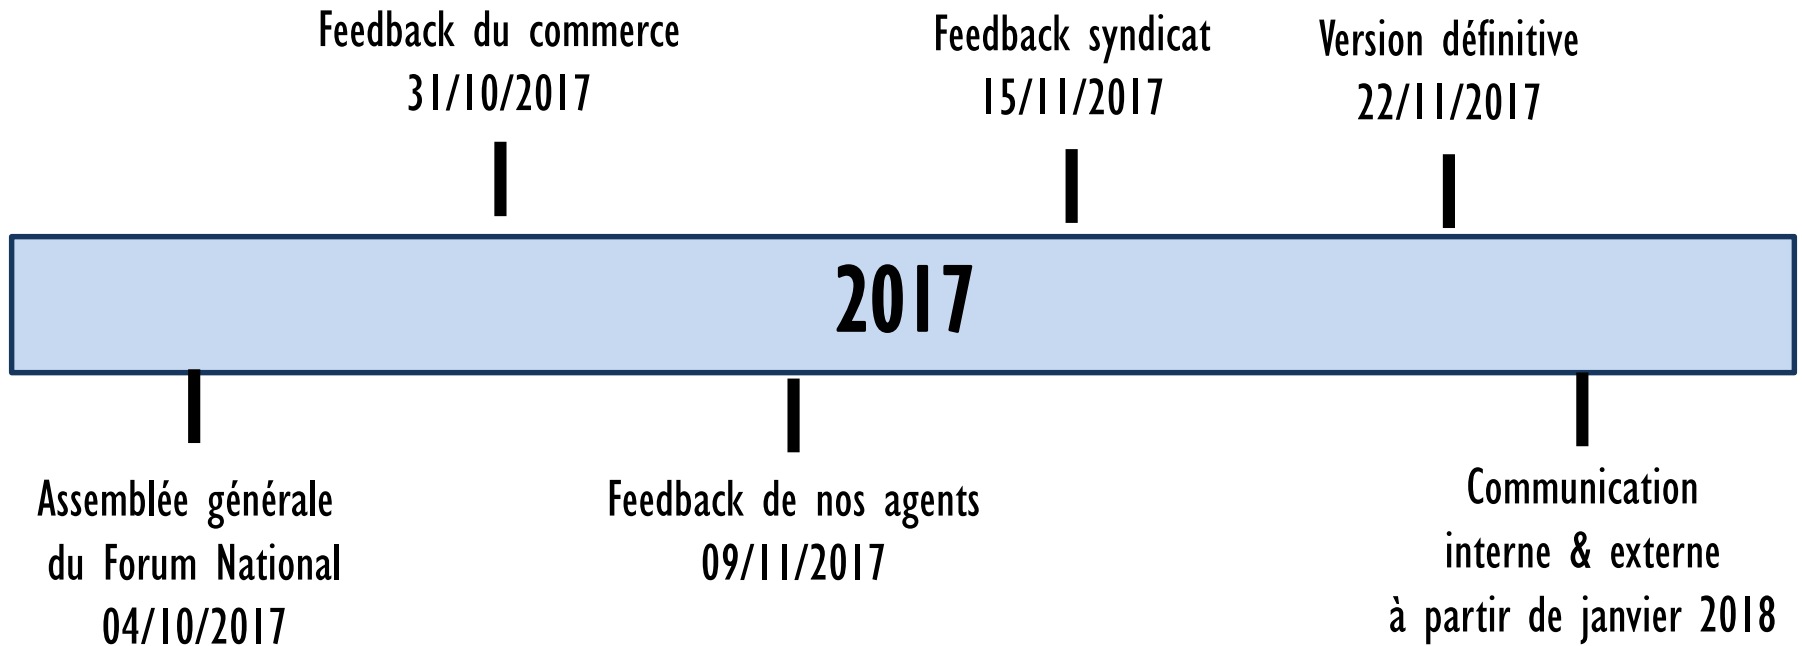 Feedback du commerce
31/10/2017
Feedback syndicat
15/11/2017
Version définitive
22/11/2017
2017
Assemblée générale
du Forum National
04/10/2017
Feedback de nos agents
09/11/2017
Communication
interne & externe
à partir de janvier 2018